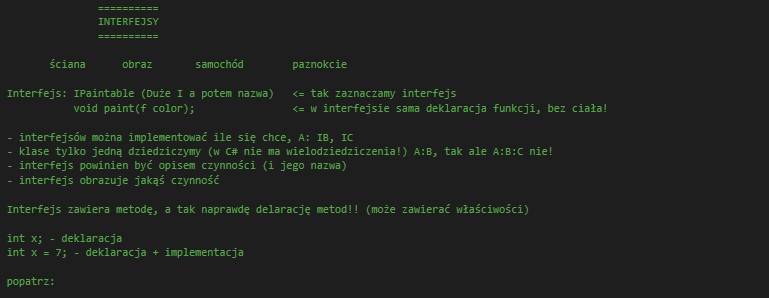 ==========
INTERFEJSY
==========
ściana obraz samochód paznokcie
Interfejs: IPaintable (Duże I a potem nazwa) <= tak zaznaczamy interfejs
void paint(f color); <= w interfejsie sama deklaracja funkcji, bez ciała!
- interfejsów można implementować ile się chce, A: IB, IC
- klase tylko jedną dziedziczymy (w C# nie ma wielodziedziczenia!) A:B, tak ale A:B:C nie!
- interfejs powinien być opisem czynności (i jego nazwa)
- interfejs obrazuje jakąś czynność
Interfejs zawiera metodę, a tak naprawdę delarację metod!! (może zawierać właściwości)
int x; - deklaracja
int x = 7; - deklaracja + implementacja
popatrz: